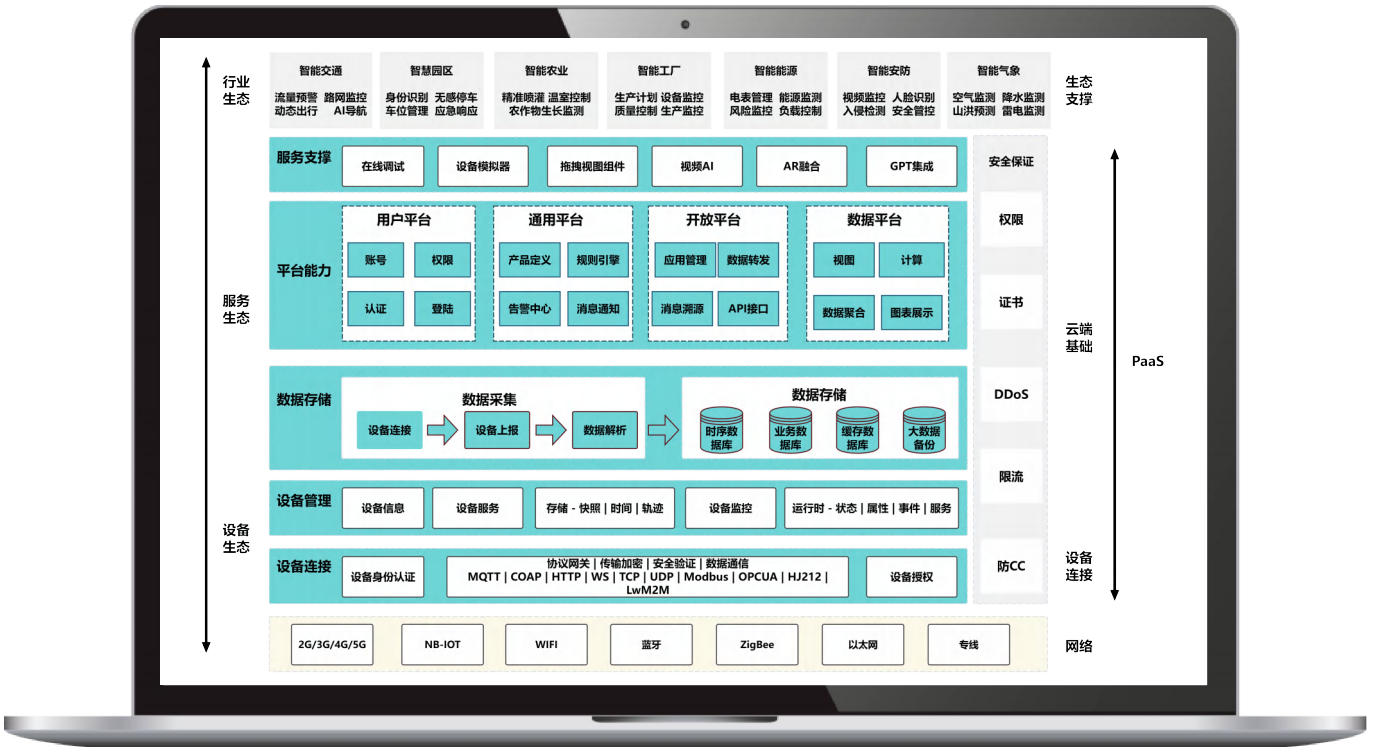 行业
生态
智能交通
流量预警 路网监控
动态出行 AI导航
智慧园区
身份识别 无感停车
车位管理 应急响应
智能农业
精准喷灌 温室控制
农作物生长监测
智能工厂
生产计划 设备监控
质量控制 生产监控
智能能源
电表管理 能源监测
风险监控 负载控制
智能安防
视频监控 人脸识别
入侵检测 安全管控
智能气象
空气监测 降水监测
山洪预测 雷电监测
生态
支撑
服务支撑
在线调试
设备模拟器
拖拽视图组件
视频AI
AR融合
GPT集成
安全保证
权限
证书
DDoS
限流
防CC
服务
生态
平台能力
用户平台
账号
权限
认证
登陆
通用平台
产品定义
规则引擎
告警中心
消息通知
开放平台
应用管理
数据转发
消息溯源
API接口
数据平台
视图
计算
数据聚合
图表展示
云端
基础
PaaS
数据存储
数据采集
设备连接
设备上报
数据解析
数据存储
时序数
据库
业务数
据库
缓存数
据库
大数据
备份
设备
生态
设备管理
设备信息
设备服务
存储 - 快照 | 时间 | 轨迹
设备监控
运行时 - 状态 | 属性 | 事件 | 服务
设备连接
设备身份认证
协议网关 | 传输加密 | 安全验证 | 数据通信
MQTT | COAP | HTTP | WS | TCP | UDP | Modbus | OPCUA | HJ212 |
LwM2M
设备授权
设备
连接
2G/3G/4G/5G
NB-IOT
WIFI
蓝牙
ZigBee
以太网
专线
网络